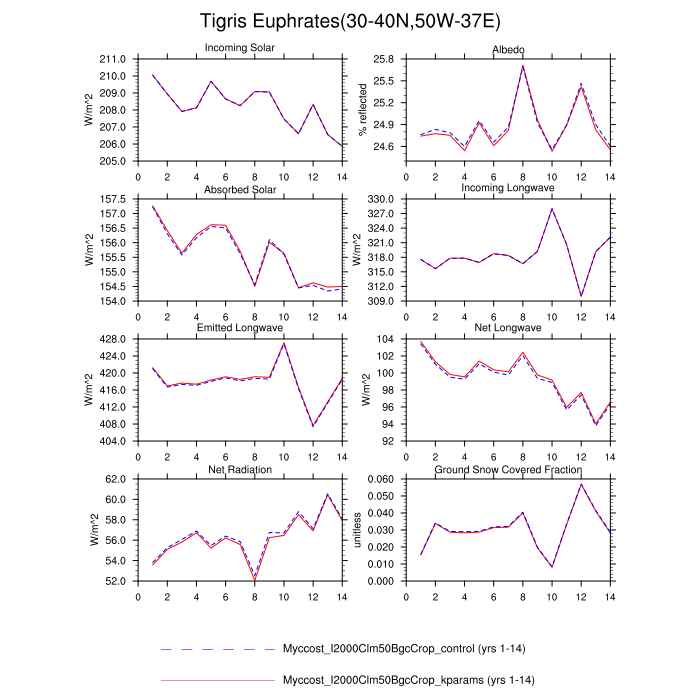 Tigris Euphrates(30-40N,50W-37E)
Incoming Solar
W/m^2
211.0
210.0
209.0
208.0
207.0
206.0
205.0
0 2 4 6 8 10 12 14
Albedo
% reflected
25.8
25.5
25.2
24.9
24.6
0 2 4 6 8 10 12 14
Absorbed Solar
W/m^2
157.5
157.0
156.5
156.0
155.5
155.0
154.5
154.0
0 2 4 6 8 10 12 14
Incoming Longwave
W/m^2
330.0
327.0
324.0
321.0
318.0
315.0
312.0
309.0
0 2 4 6 8 10 12 14
Emitted Longwave
W/m^2
428.0
424.0
420.0
416.0
412.0
408.0
404.0
0 2 4 6 8 10 12 14
Net Longwave
W/m^2
104
102
100
98
96
94
92
0 2 4 6 8 10 12 14
Net Radiation
W/m^2
62.0
60.0
58.0
56.0
54.0
52.0
0 2 4 6 8 10 12 14
Ground Snow Covered Fraction
unitless
0.060
0.050
0.040
0.030
0.020
0.010
0.000
0 2 4 6 8 10 12 14
Myccost_I2000Clm50BgcCrop_control (yrs 1-14)
Myccost_I2000Clm50BgcCrop_kparams (yrs 1-14)